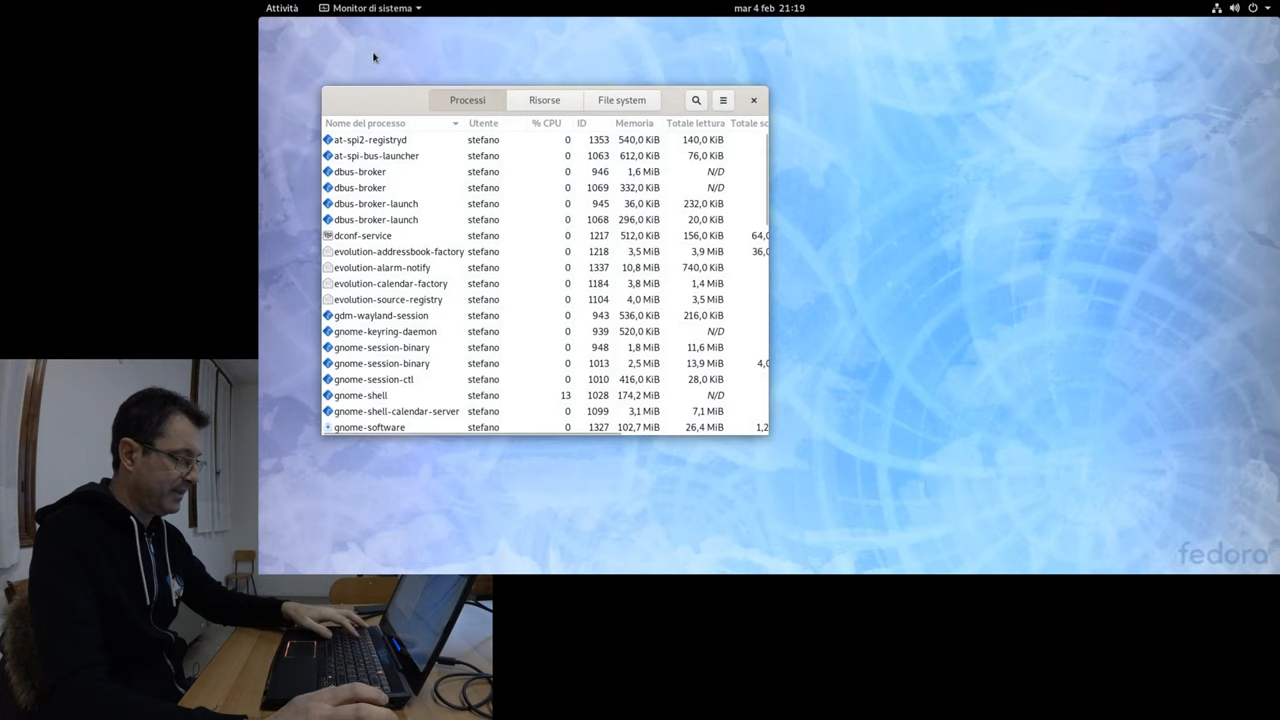 Attività Monitor di sistema mar 4 feb 21:19
Processi Risorse File system
Nome del processo Utente % CPU ID Memoria Totale lettura Totale sc
at-spi2-registryd stefano 0 1353 540,0 KiB 140,0 KiB
at-spi-bus-launcher stefano 0 1063 612,0 KiB 76,0 KiB
dbus-broker stefano 0 946 1,6 MiB N/D
dbus-broker stefano 0 1069 332,0 KiB N/D
dbus-broker-launch stefano 0 945 36,0 KiB 232,0 KiB
dbus-broker-launch stefano 0 1068 296,0 KiB 20,0 KiB
dconf-service stefano 0 1217 512,0 KiB 156,0 KiB 64,0
evolution-addressbook-factory stefano 0 1218 3,5 MiB 3,9 MiB 36,0
evolution-alarm-notify stefano 0 1337 10,8 MiB 740,0 KiB
evolution-calendar-factory stefano 0 1184 3,8 MiB 1,4 MiB
evolution-source-registry stefano 0 1104 4,0 MiB 3,5 MiB
gdm-wayland-session stefano 0 943 536,0 KiB 216,0 KiB
gnome-keyring-daemon stefano 0 939 520,0 KiB N/D
gnome-session-binary stefano 0 948 1,8 MiB 11,6 MiB
gnome-session-binary stefano 0 1013 2,5 MiB 13,9 MiB 4,0
gnome-session-ctl stefano 0 1010 416,0 KiB 28,0 KiB
gnome-shell stefano 13 1028 174,2 MiB N/D
gnome-shell-calendar-server stefano 0 1099 3,1 MiB 7,1 MiB
gnome-software stefano 0 1327 102,7 MiB 26,4 MiB 1,2
fedora